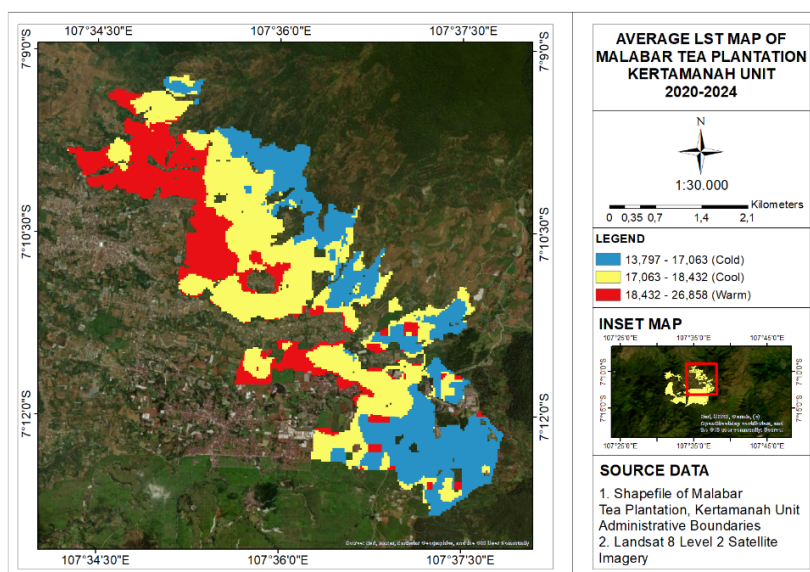 107°34'30"E 107°36'0"E 107°37'30"E
7°9'0"S 7°9'0"S
7°10'30"S 7°10'30"S
7°12'0"S 7°12'0"S
107°34'30"E 107°36'0"E 107°37'30"E
AVERAGE LST MAP OF
MALABAR TEA PLANTATION
KERTAMANAH UNIT
2020-2024
N
1:30.000
Kilometers
0 0,35 0,7 1,4 2,1
LEGEND
13,797 - 17,063 (Cold)
17,063 - 18,432 (Cool)
18,432 - 26,858 (Warm)
INSET MAP
107°25'0"E 107°35'0"E 107°45'0"E
107°25'0"E 107°35'0"E 107°45'0"E
SOURCE DATA
1. Shapefile of Malabar
Tea Plantation, Kertamanah Unit
Administrative Boundaries
2. Landsat 8 Level 2 Satellite
Imagery